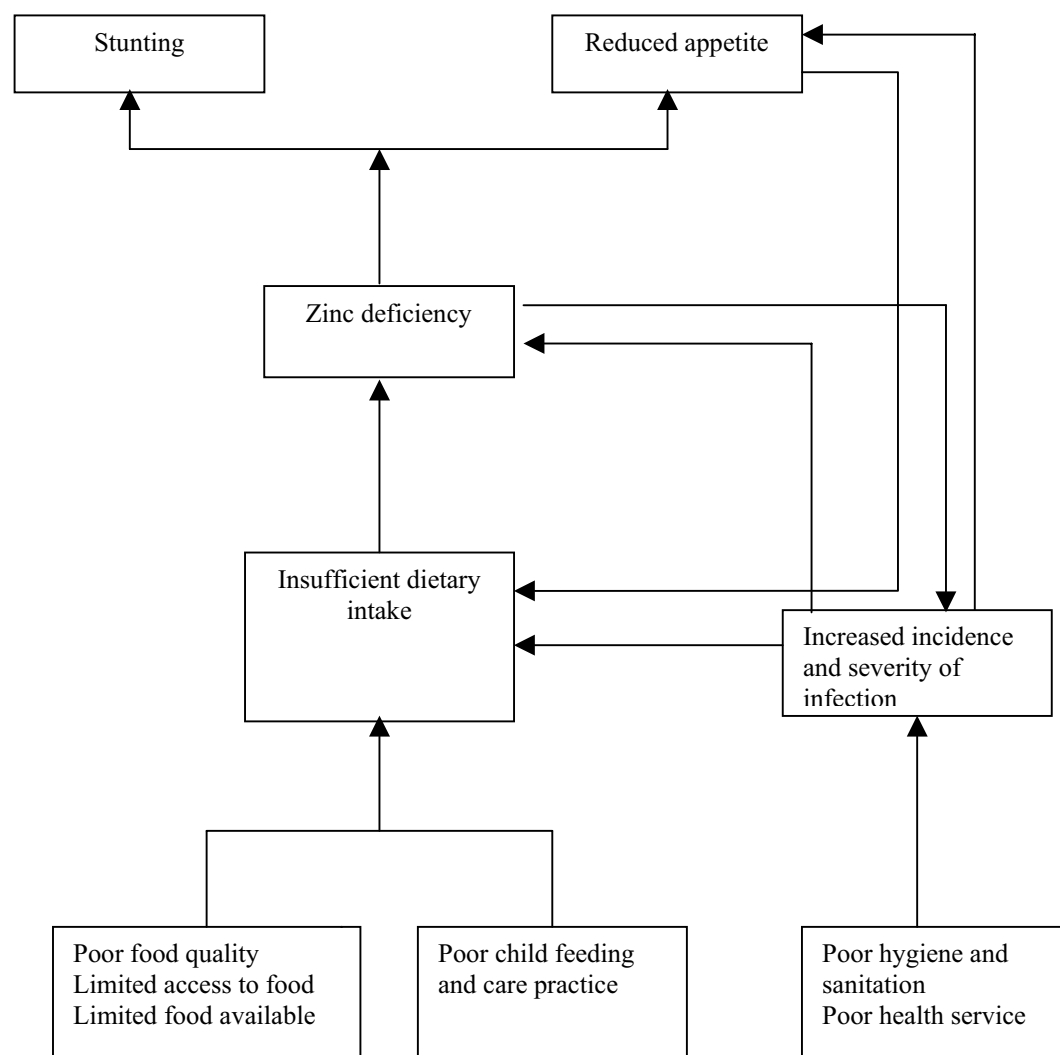 Stunting
Reduced appetite
Zinc deficiency
Insufficient dietary
intake
Increased incidence
and severity of
infection
Poor food quality
Limited access to food
Limited food available
Poor child feeding
and care practice
Poor hygiene and
sanitation
Poor health service